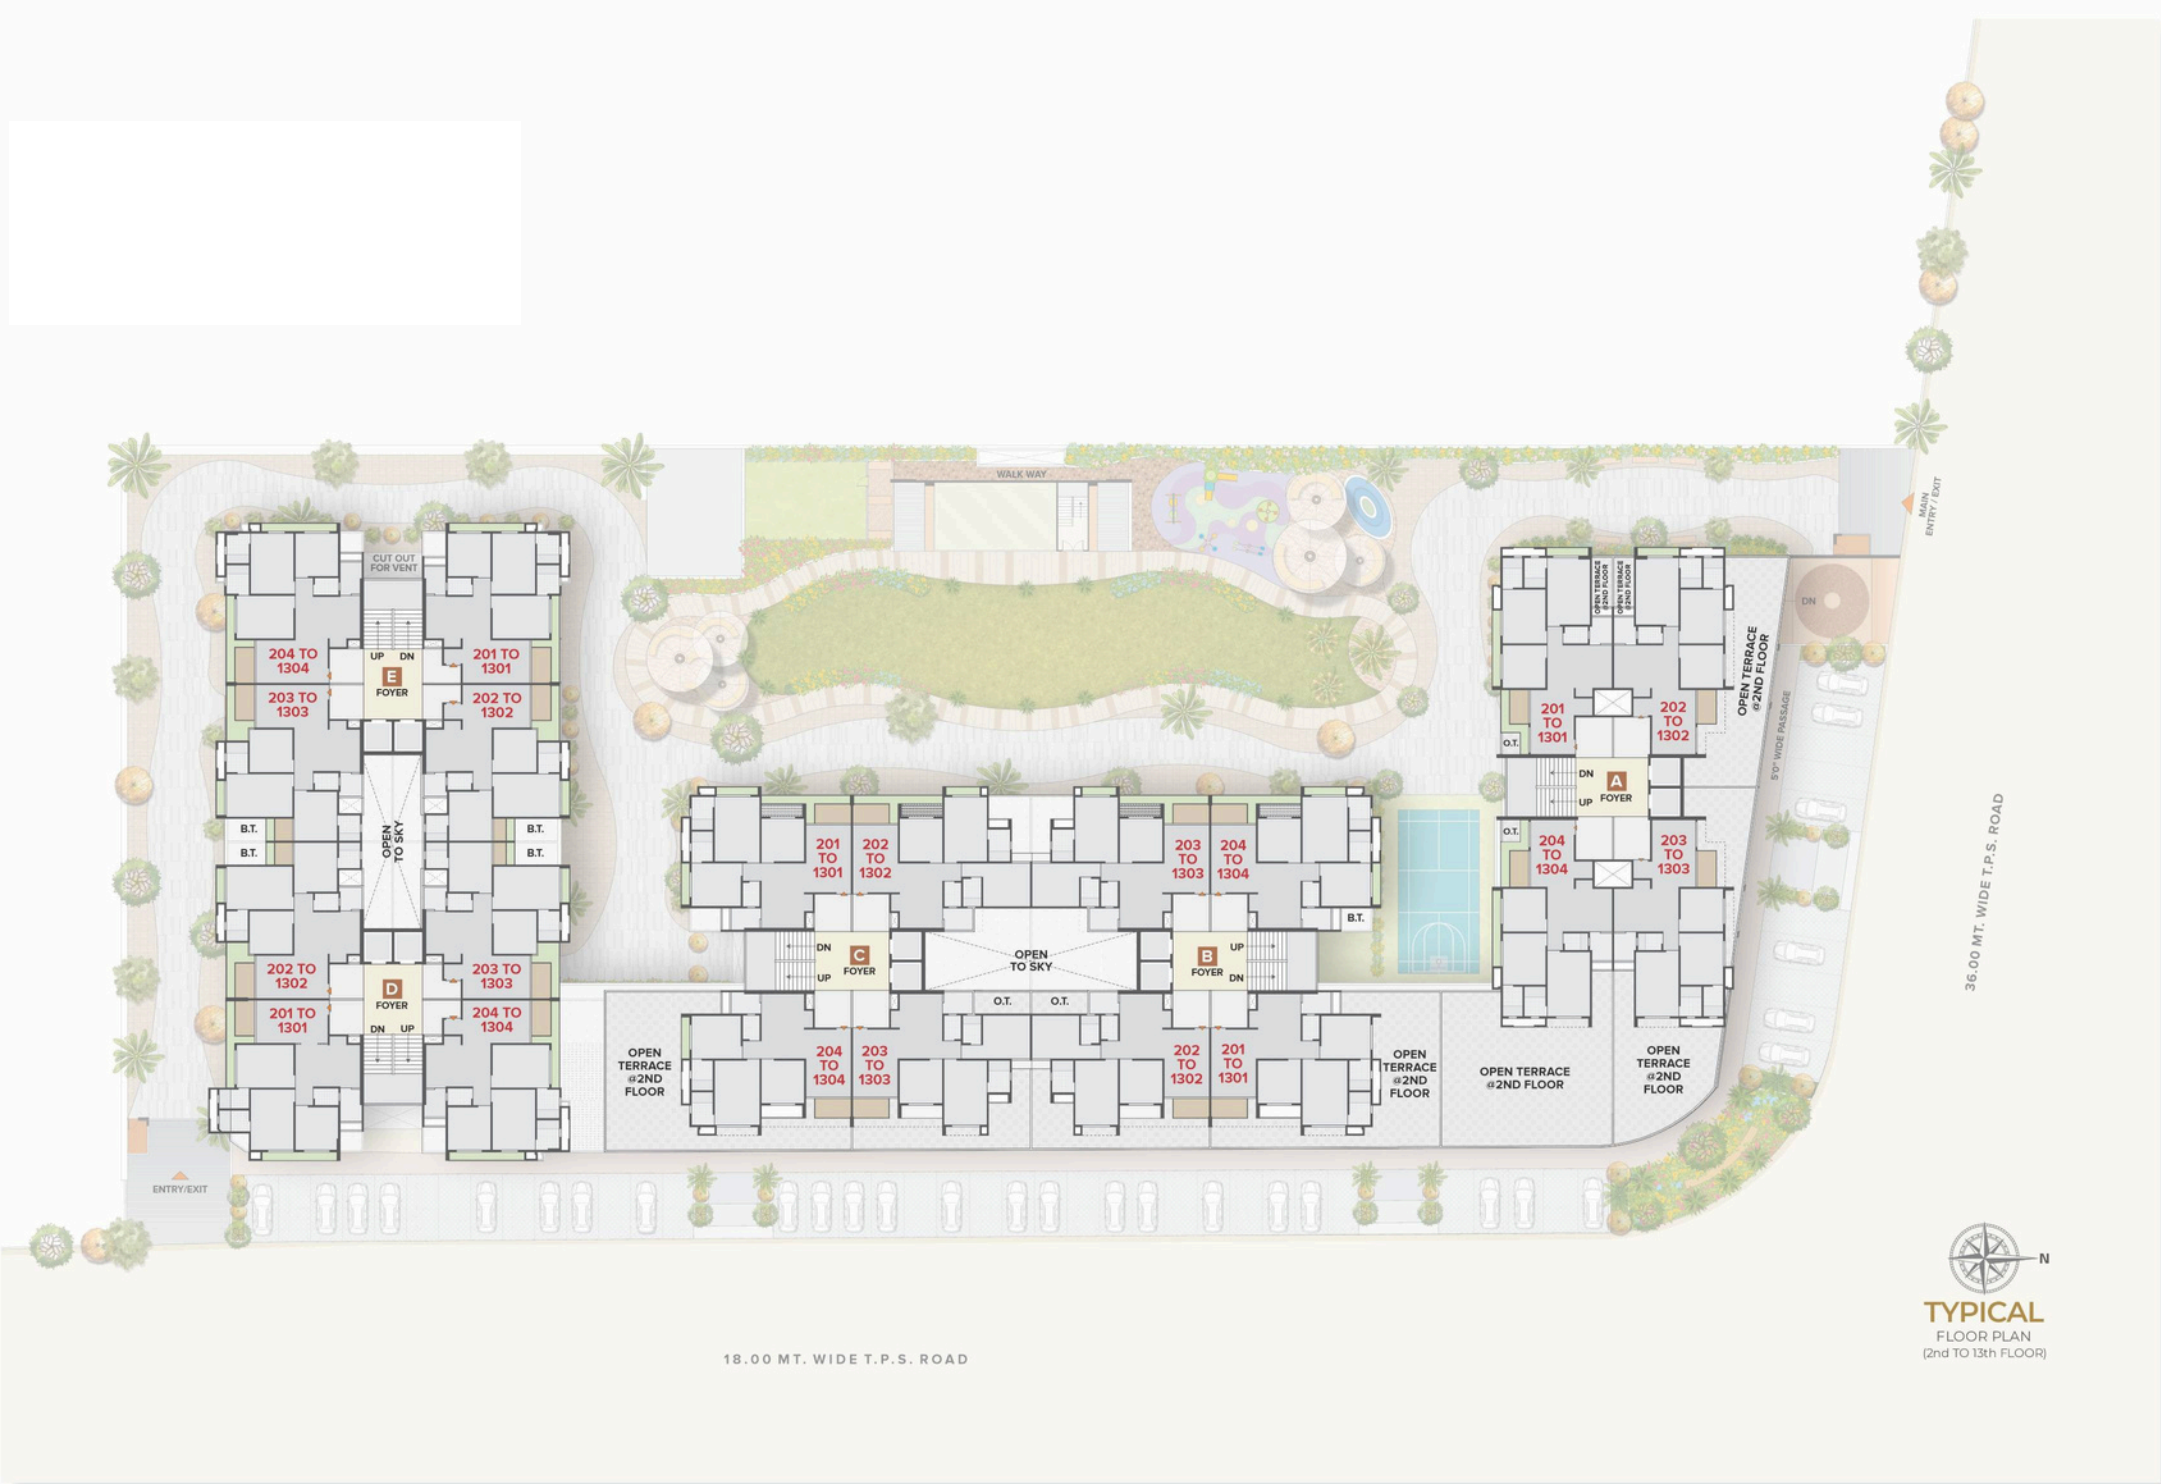 WALK WAY
MAIN
ENTRY / EXIT
CUT OUT
FOR VENT
UP DN
E
FOYER
204 TO
1304
201 TO
1301
203 TO
1303
202 TO
1302
B.T.
B.T.
B.T.
B.T.
OPEN
TO SKY
202 TO
1302
203 TO
1303
D
FOYER
201 TO
1301
204 TO
1304
DN UP
ENTRY/EXIT
201
TO
1301
202
TO
1302
203
TO
1303
204
TO
1304
B.T.
DN
C
FOYER
UP
OPEN
TO SKY
UP
B
FOYER
DN
O.T.
O.T.
OPEN
TERRACE
@2ND
FLOOR
204
TO
1304
203
TO
1303
202
TO
1302
201
TO
1301
OPEN
TERRACE
@2ND
FLOOR
OPEN TERRACE
@2ND FLOOR
OPEN TERRACE
@2ND FLOOR
OPEN TERRACE
@2ND FLOOR
DN
5'0" WIDE PASSAGE
201
TO
1301
202
TO
1302
O.T.
DN
A
FOYER
UP
O.T.
204
TO
1304
203
TO
1303
OPEN TERRACE
@2ND FLOOR
OPEN
TERRACE
@2ND
FLOOR
36.00 MT. WIDE T.P.S. ROAD
18.00 MT. WIDE T.P.S. ROAD
N
TYPICAL
FLOOR PLAN
(2nd TO 13th FLOOR)